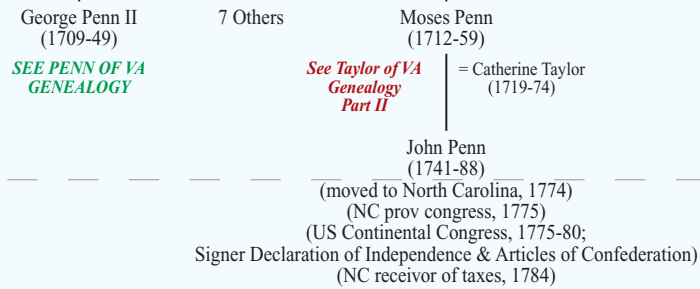 George Penn II 7 Others Moses Penn
(1709-49) (1712-59)
SEE PENN OF VA See Taylor of VA = Catherine Taylor
GENEALOGY Genealogy (1719-74)
Part II
John Penn
(1741-88)
(moved to North Carolina, 1774)
(NC prov congress, 1775)
(US Continental Congress, 1775-80;
Signer Declaration of Independence & Articles of Confederation)
(NC receivor of taxes, 1784)